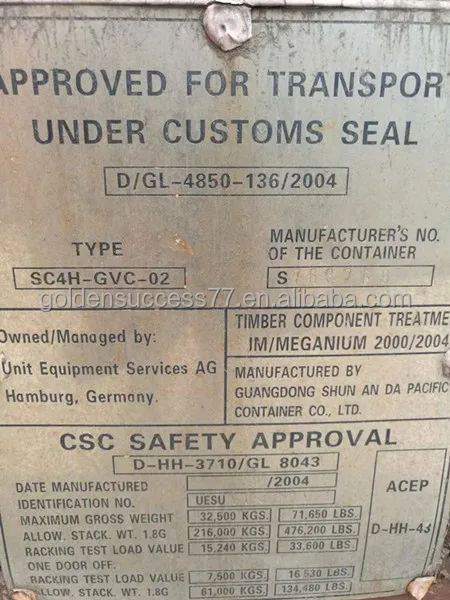 APPROVED FOR TRANSPORT
UNDER CUSTOMS SEAL
D/GL-4850-136/2004
TYPE
SC4H-GVC-02
MANUFACTURER'S NO.
OF THE CONTAINER
S
goldensuccess77.en.alibaba.com
Owned/Managed by:
Unit Equipment Services AG
Hamburg, Germany.
TIMBER COMPONENT TREATME
IM/MEGANIUM 2000/2004
MANUFACTURED BY
GUANGDONG SHUN AN DA PACIFIC
CONTAINER CO., LTD.
CSC SAFETY APPROVAL
D-HH-3710/GL 8043
DATE MANUFACTURED /2004
IDENTIFICATION NO. UESU
MAXIMUM GROSS WEIGHT 32,500 KGS. 71,650 LBS.
ALLOW. STACK. WT. 1.8G 216,000 KGS. 476,200 LBS.
RACKING TEST LOAD VALUE 15,240 KGS. 33,600 LBS.
ONE DOOR OFF.
RACKING TEST LOAD VALUE 7,500 KGS. 16,530 LBS.
ALLOW. STACK. WT. 1.8G 61,000 KGS. 134,480 LBS.
ACEP
D-HH-43